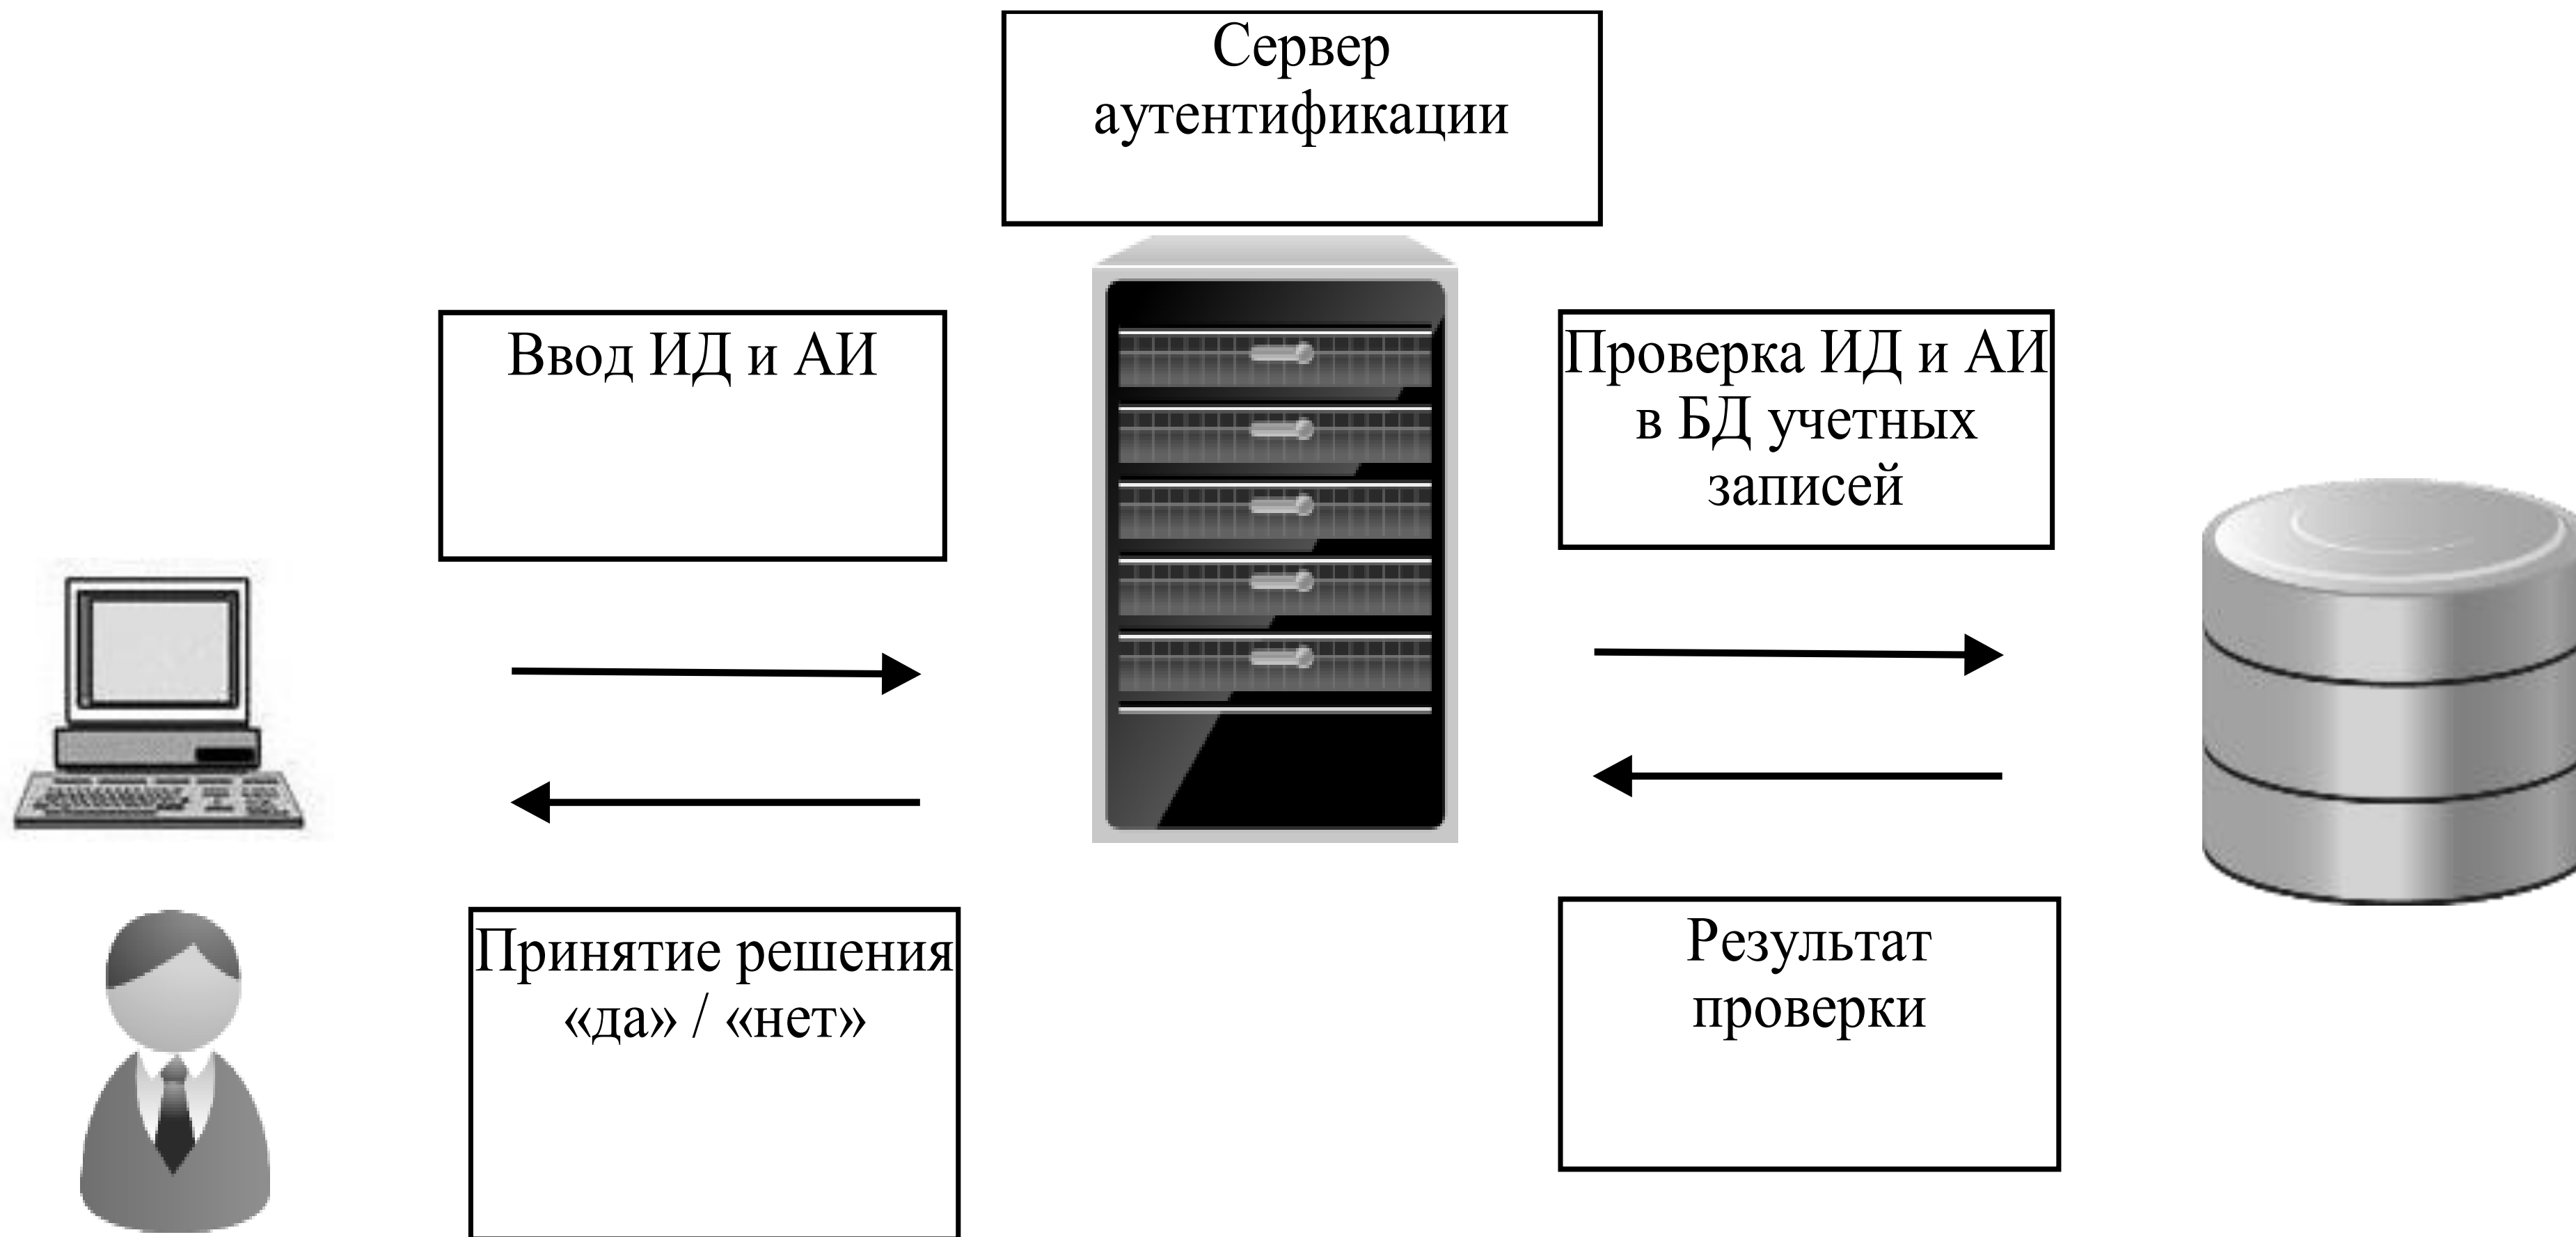 Сервер
аутентификации
Ввод ИД и АИ
Проверка ИД и АИ
в БД учетных
записей
Принятие решения
«да» / «нет»
Результат
проверки